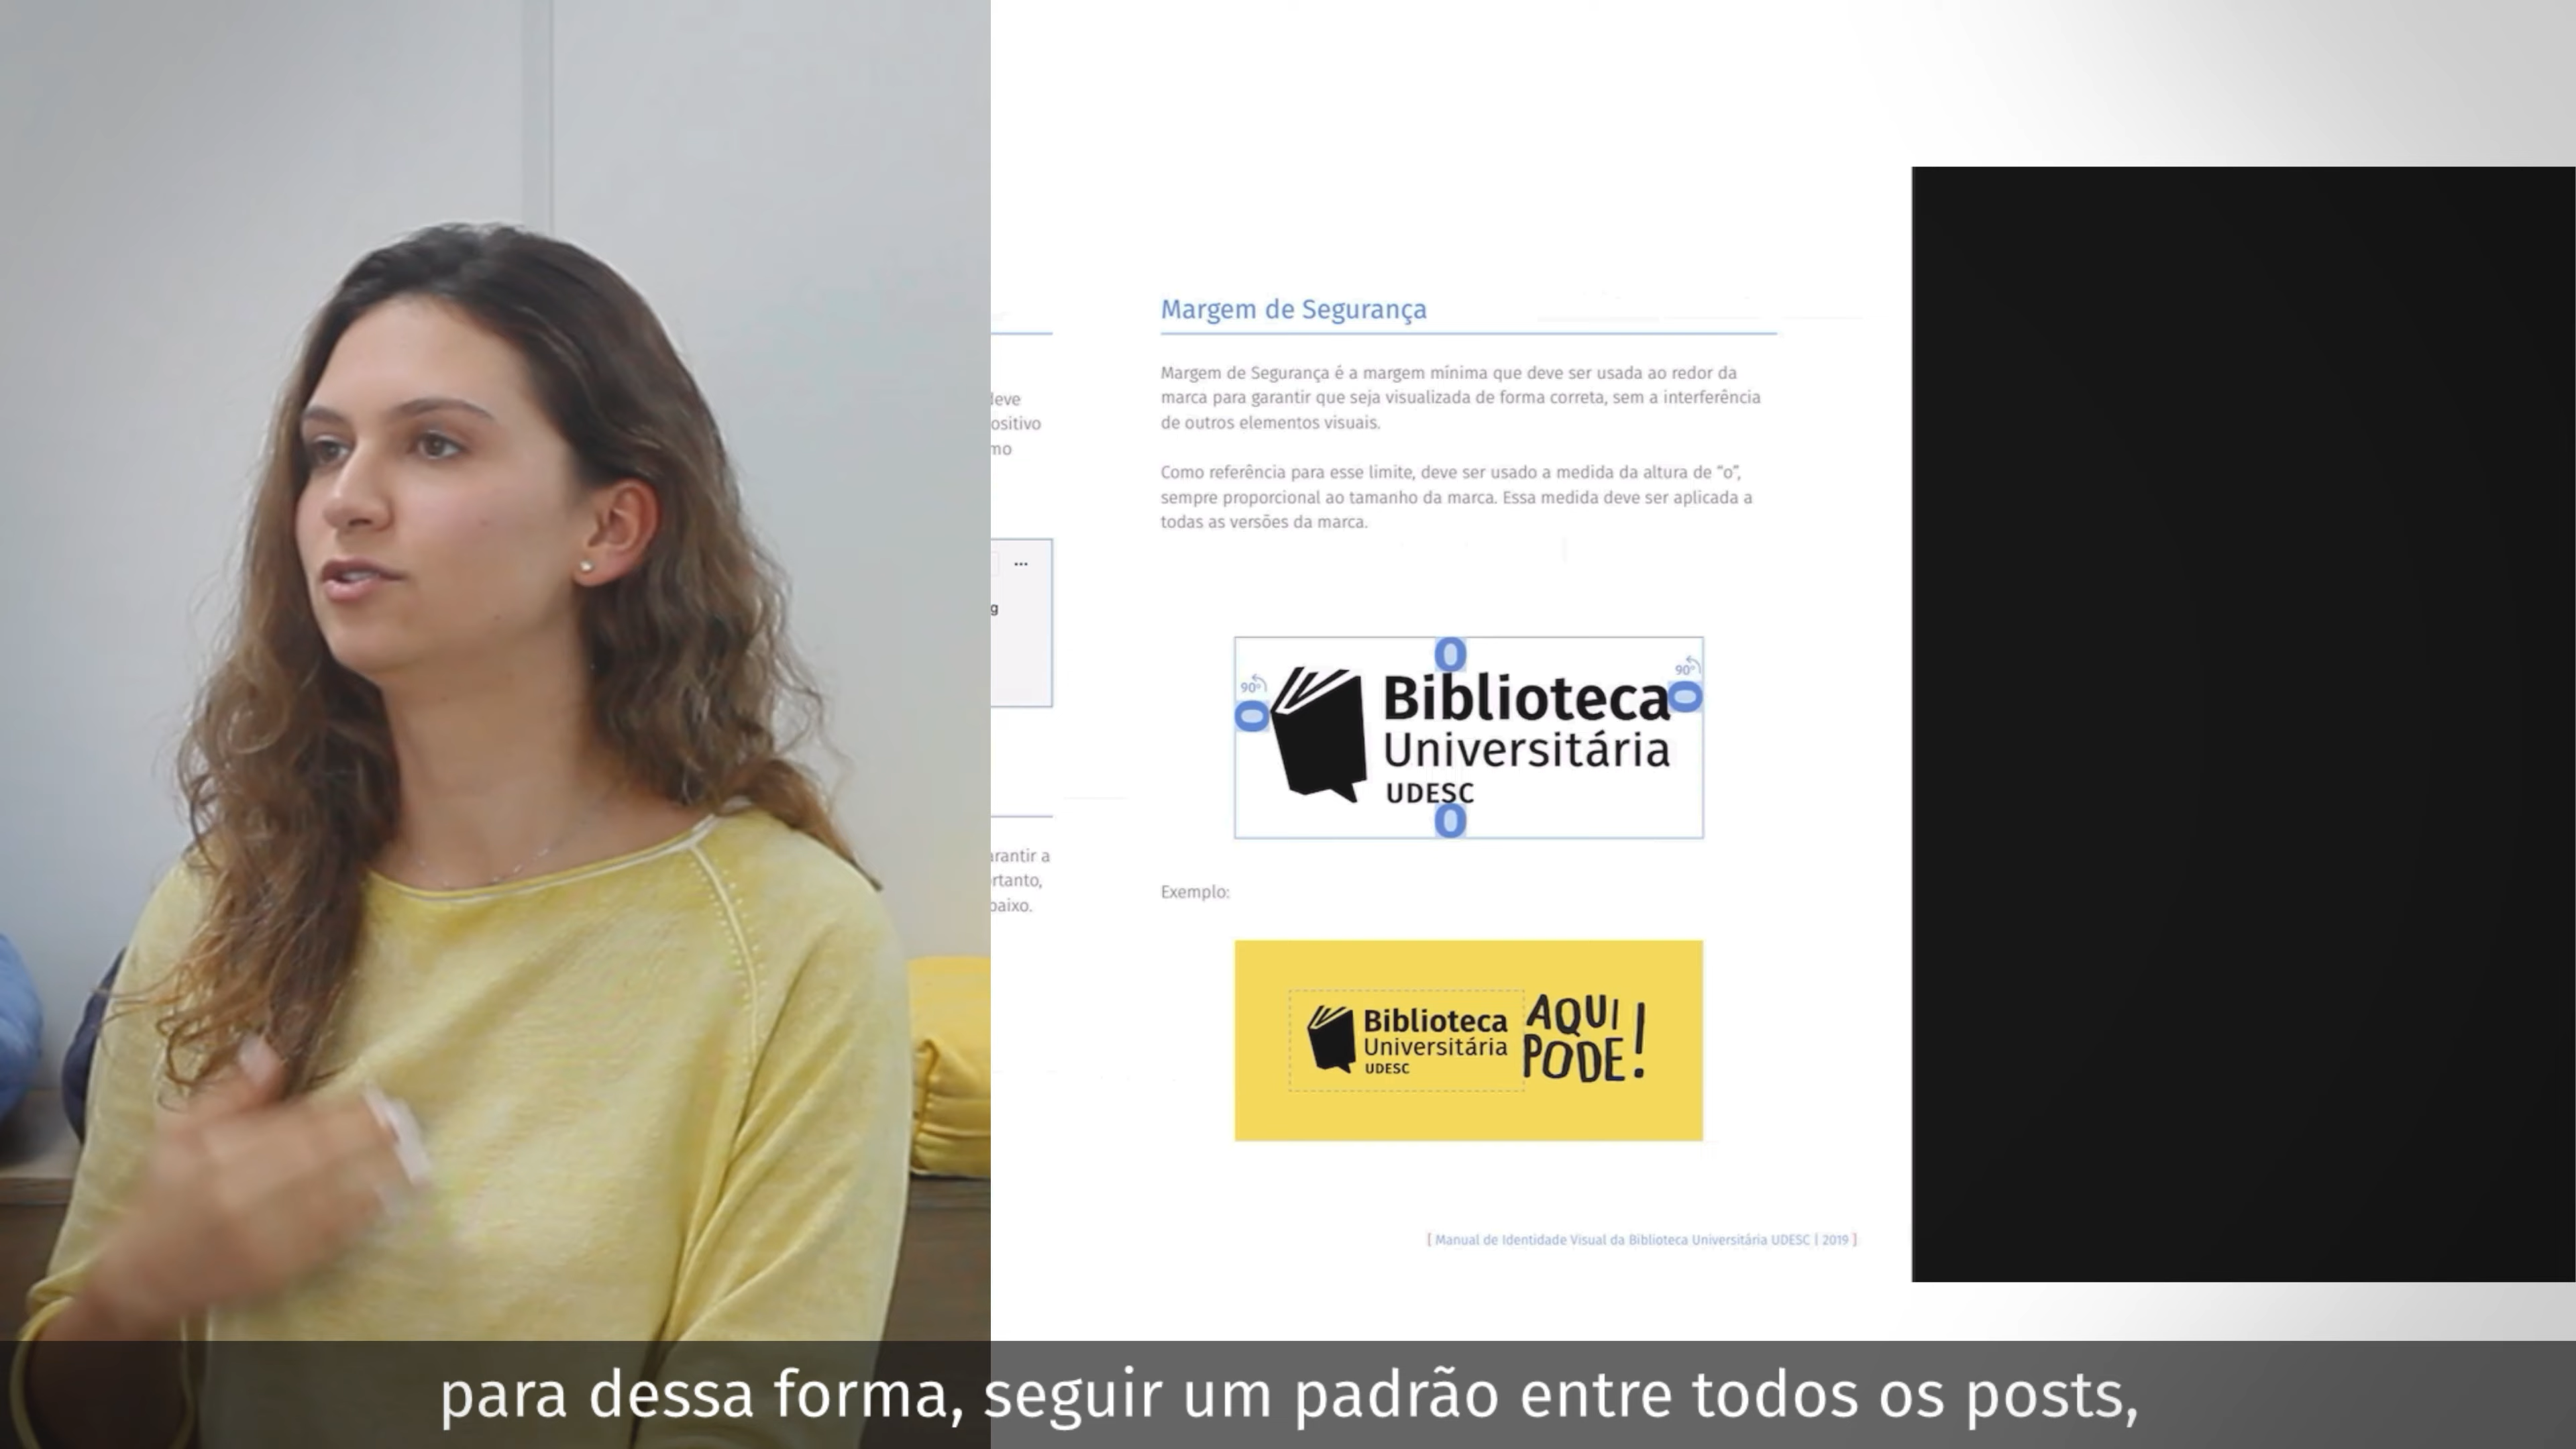 Margem de Segurança
Margem de Segurança é a margem mínima que deve ser usada ao redor da
marca para garantir que seja visualizada de forma correta, sem a interferência
de outros elementos visuais.
Como referência para esse limite, deve ser usado a medida da altura de “o”,
sempre proporcional ao tamanho da marca. Essa medida deve ser aplicada a
todas as versões da marca.
o
90º
90º
o
o
Biblioteca
Universitária
UDESC
o
Exemplo:
Biblioteca
Universitária
UDESC
AQUI
PODE!
[ Manual de Identidade Visual da Biblioteca Universitária UDESC | 2019 ]
ositivo
...
g
rtanto,
para dessa forma, seguir um padrão entre todos os posts,